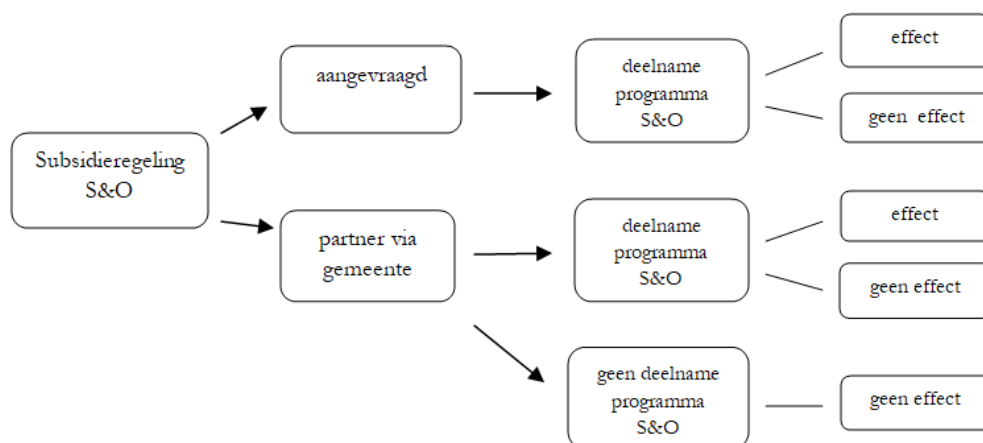 Subsidieregeling
S&O
aangevraagd
partner via
gemeente
deelname
programma
S&O
effect
geen effect
deelname
programma
S&O
effect
geen effect
geen deelname
programma
S&O
geen effect